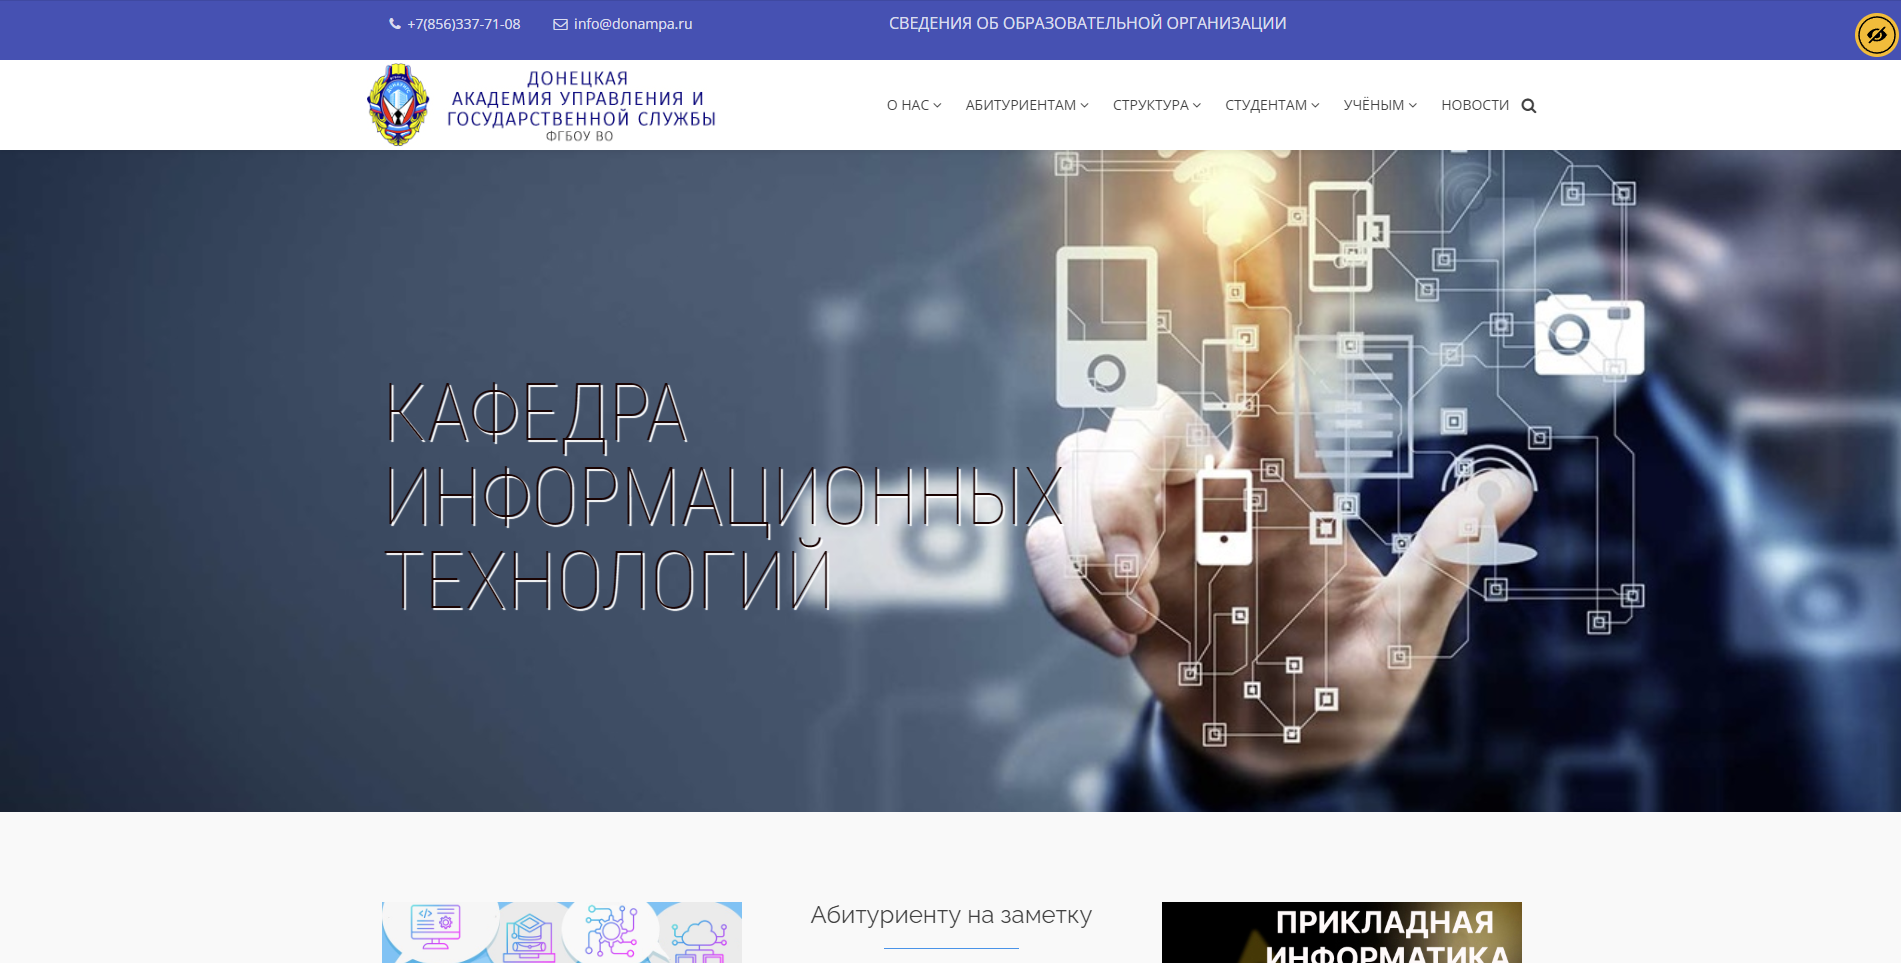 +7(856)337-71-08
info@donampa.ru
СВЕДЕНИЯ ОБ ОБРАЗОВАТЕЛЬНОЙ ОРГАНИЗАЦИИ
ДОНЕЦКАЯ
АКАДЕМИЯ УПРАВЛЕНИЯ И
ГОСУДАРСТВЕННОЙ СЛУЖБЫ
ФГБОУ ВО
О НАС
АБИТУРИЕНТАМ
СТРУКТУРА
СТУДЕНТАМ
УЧЁНЫМ
НОВОСТИ
КАФЕДРА
ИНФОРМАЦИОННЫХ
ТЕХНОЛОГИЙ
Абитуриенту на заметку
ПРИКЛАДНАЯ
ИНФОРМАТИКА